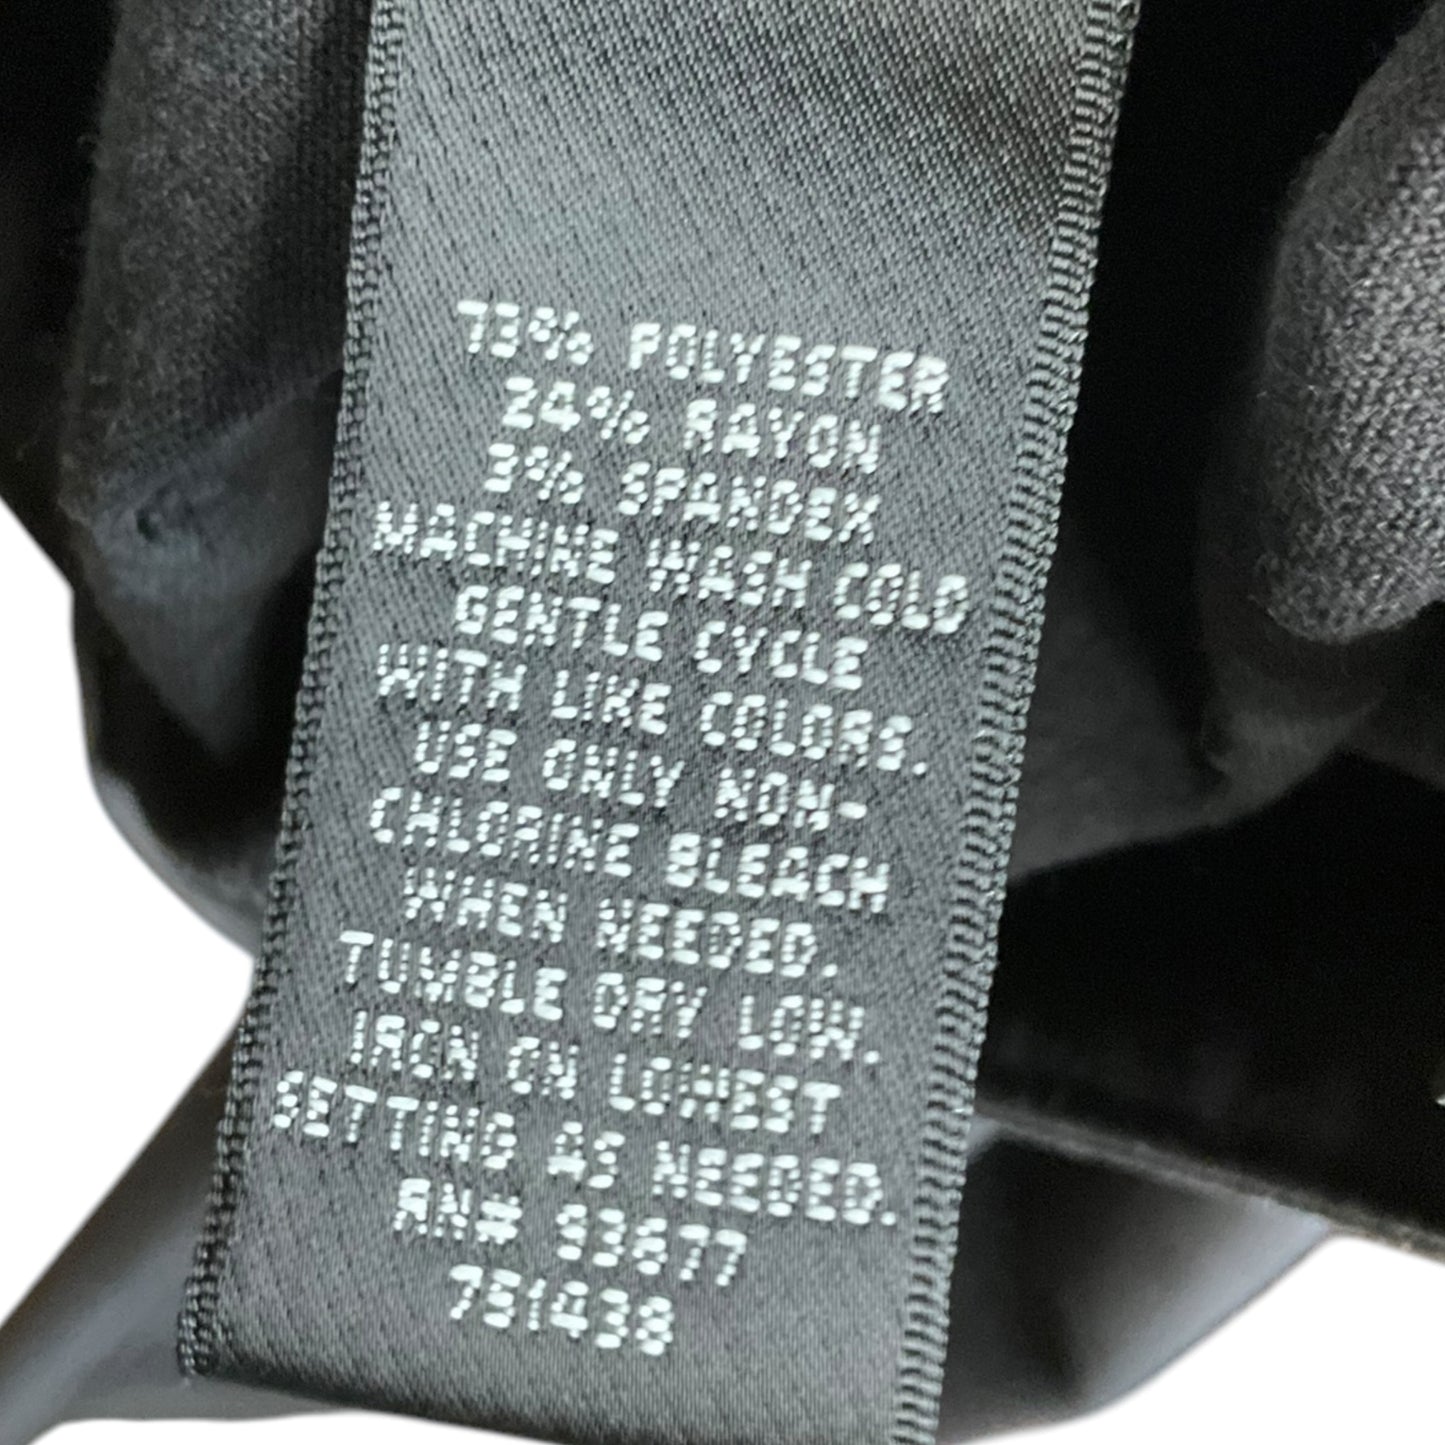 73% POLYESTER
24% RAYON
3% SPANDEX
MACHINE WASH COLD
GENTLE CYCLE
WITH LIKE COLORS.
USE ONLY NON-
CHLORINE BLEACH
WHEN NEEDED.
TUMBLE DRY LOW.
IRON ON LOWEST
SETTING AS NEEDED.
RN# 93677
751438